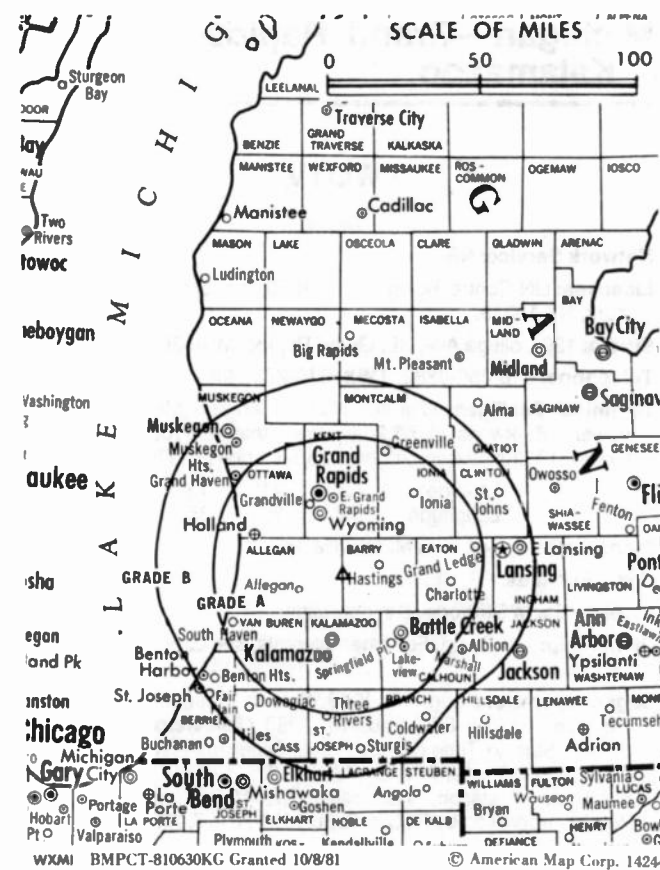 SCALE OF MILES
0 50 100
Sturgeon
Bay
DOOR
LEELANAU
Traverse City
BENZIE
GRAND
TRAVERSE
KALKASKA
MANISTEE
WEXFORD
MISSAUKEE
ROS-
COMMON
OGEMAW
IOSCO
Manistee
Cadillac
Two
Rivers
towoc
MASON
LAKE
OSCEOLA
CLARE
GLADWIN
ARENAC
Ludington
BAY
OCEANA
NEWAYGO
MECOSTA
ISABELLA
MID-
LAND
Bay City
eboygan
Big Rapids
Mt. Pleasant
Midland
MUSKEGON
MONTCALM
Washington
Alma
SAGINAW
Saginaw
Muskegon
KENT
Greenville
GRATIOT
GENESEE
Muskegon
Hts.
Grand
Rapids
Grand Haven
OTTAWA
IONIA
CLINTON
Owosso
aukee
Grandville
E. Grand
Rapids
Ionia
St.
Johns
Fli
Holland
Wyoming
SHIA-
WASSEE
Fenton
LAKE MICHIG
G
A
N
ALLEGAN
BARRY
EATON
E Lansing
Lansing
Grand Ledge
sha
GRADE B
Allegan
Hastings
Charlotte
INGHAM
LIVINGSTON
Pont
GRADE A
VAN BUREN
KALAMAZOO
JACKSON
Ann
Arbor
South Haven
Battle Creek
Ypsilanti
WASHTENAW
Kalamazoo
Springfield Pl.
Lake-
view
Marshall
Albion
Jackson
Benton
Harbor
Benton Hts.
CALHOUN
St. Joseph
Fair
Plain
Dowagiac
Three
Rivers
BRANCH
HILLSDALE
LENAWEE
BERRIEN
Coldwater
Hillsdale
Tecumseh
Chicago
Buchanan
Niles
CASS
ST.
JOSEPH
Sturgis
Adrian
Michigan
City
Gary
South
Bend
Elkhart
LAGRANGE
STEUBEN
WILLIAMS
FULTON
Sylvania
LUCAS
Hobart
Portage
La
Porte
Mishawaka
Goshen
Angola
Bryan
Wauseon
Maumee
Valparaiso
LA PORTE
ST.
JOSEPH
ELKHART
NOBLE
DE KALB
HENRY
Plymouth
Kendallville
DEFIANCE
WXMI BMPCT-810630KG Granted 10/8/81
© American Map Corp. 1424